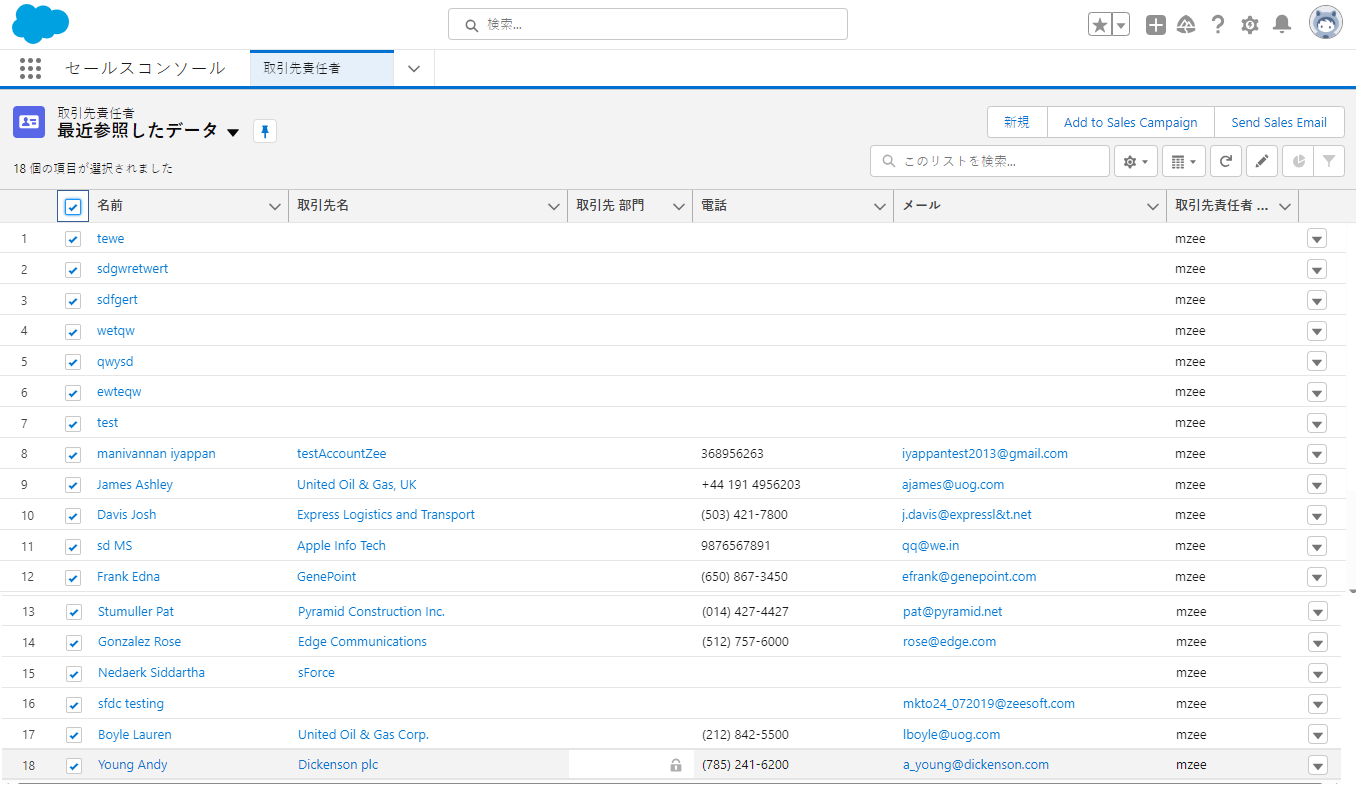 検索...
セールスコンソール 取引先責任者
取引先責任者
最近参照したデータ
新規 Add to Sales Campaign Send Sales Email
18 個の項目が選択されました
このリストを検索...
名前 取引先名 取引先 部門 電話 メール 取引先責任者 ...
1 tewe mzee
2 sdgwretwert mzee
3 sdfgert mzee
4 wetqw mzee
5 qwysd mzee
6 ewteqw mzee
7 test mzee
8 manivannan iyappan testAccountZee 368956263 iyappantest2013@gmail.com mzee
9 James Ashley United Oil & Gas, UK +44 191 4956203 ajames@uog.com mzee
10 Davis Josh Express Logistics and Transport (503) 421-7800 j.davis@expressl&t.net mzee
11 sd MS Apple Info Tech 9876567891 qq@we.in mzee
12 Frank Edna GenePoint (650) 867-3450 efrank@genepoint.com mzee
13 Stumuller Pat Pyramid Construction Inc. (014) 427-4427 pat@pyramid.net mzee
14 Gonzalez Rose Edge Communications (512) 757-6000 rose@edge.com mzee
15 Nedaerk Siddartha sForce mzee
16 sfdc testing mkto24_072019@zeesoft.com mzee
17 Boyle Lauren United Oil & Gas Corp. (212) 842-5500 lboyle@uog.com mzee
18 Young Andy Dickenson plc (785) 241-6200 a_young@dickenson.com mzee